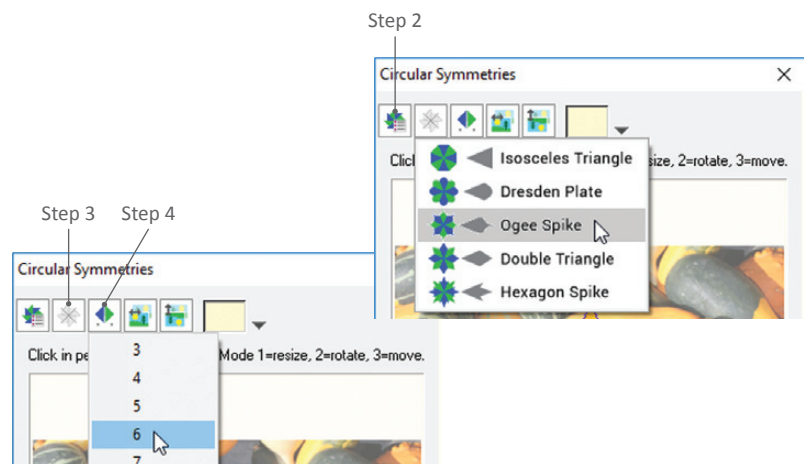 Step 2
Circular Symmetries
Clic
size, 2=rotate, 3=move.
Isosceles Triangle
Dresden Plate
Ogee Spike
Double Triangle
Hexagon Spike
Step 3 Step 4
Circular Symmetries
Click in pe
Mode 1=resize, 2=rotate, 3=move.
3
4
5
6
7